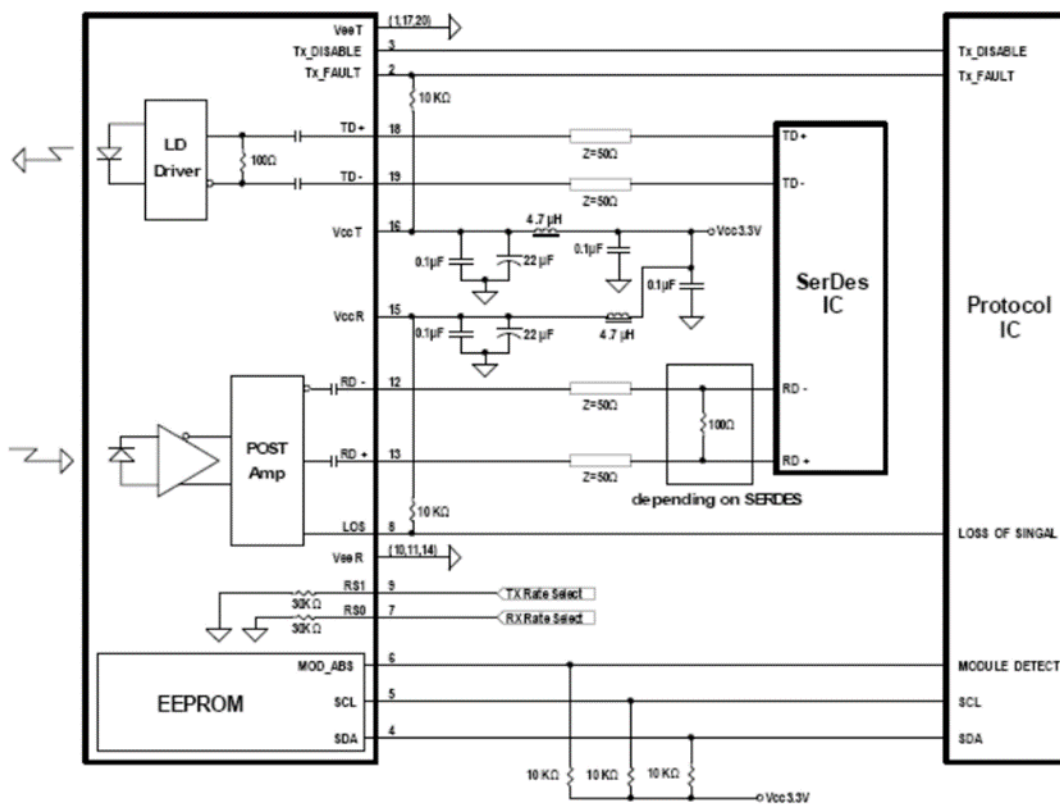 VeeT (1,17,20)
Tx_DISABLE 3 Tx_DISABLE
Tx_FAULT 2 Tx_FAULT
10 KΩ
LD
Driver
100Ω
TD+ 18 Z=50Ω TD+
TD- 19 Z=50Ω TD-
VccT 16 4.7 µH Vcc3.3V
0.1µF 22 µF 0.1µF 0.1µF
SerDes
IC
Protocol
IC
VccR 15
0.1µF 22 µF 4.7 µH
RD - 12 Z=50Ω RD -
100Ω
POST
Amp
RD + 13 Z=50Ω RD +
depending on SERDES
10 KΩ
LOS 8 LOSS OF SINGAL
VeeR (10,11,14)
RS1 9 TX Rate Select
30KΩ
RS0 7 RX Rate Select
30KΩ
MOD_ABS 6 MODULE DETECT
EEPROM
SCL 5 SCL
SDA 4 SDA
10 KΩ 10 KΩ 10 KΩ
Vcc3.3V